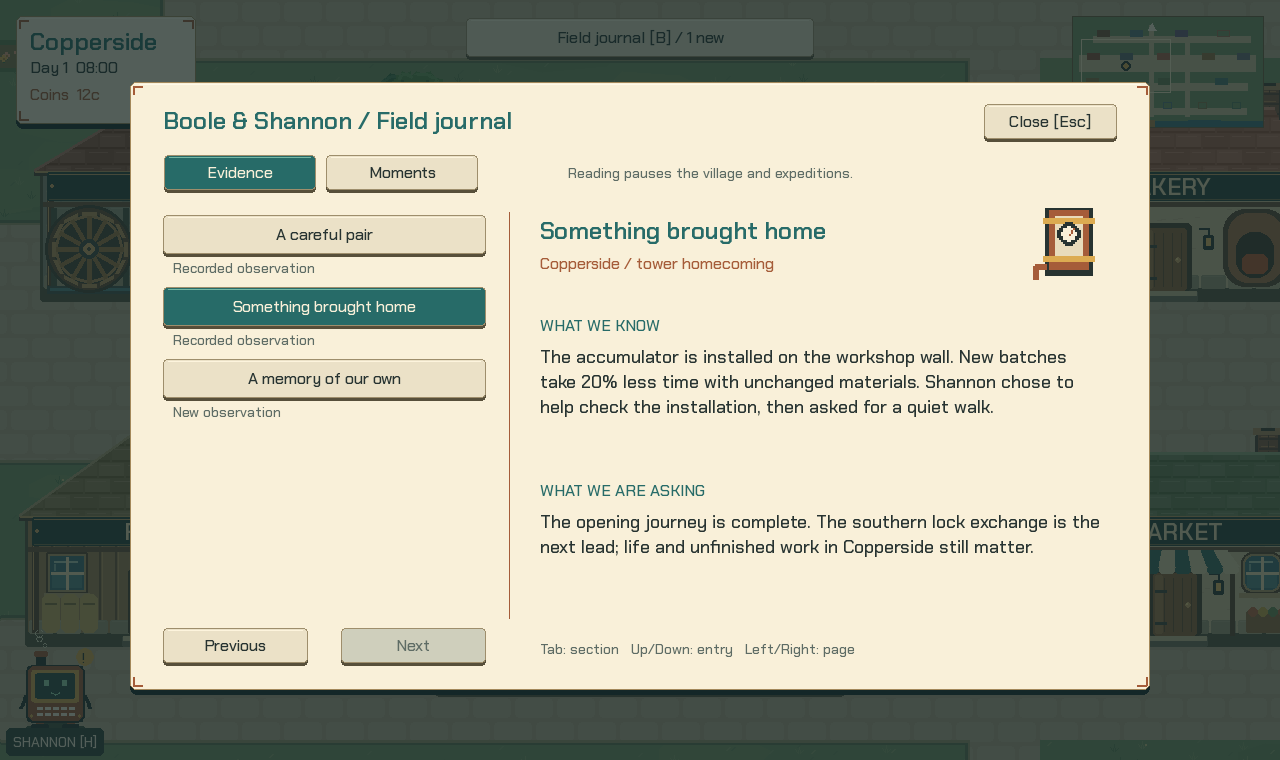 Copperside
Day 1 08:00
Coins 12c
Field journal [B] / 1 new
Boole & Shannon / Field journal
Close [Esc]
Evidence
Moments
Reading pauses the village and expeditions.
A careful pair
Recorded observation
Something brought home
Recorded observation
A memory of our own
New observation
Something brought home
Copperside / tower homecoming
WHAT WE KNOW
The accumulator is installed on the workshop wall. New batches
take 20% less time with unchanged materials. Shannon chose to
help check the installation, then asked for a quiet walk.
WHAT WE ARE ASKING
The opening journey is complete. The southern lock exchange is the
next lead; life and unfinished work in Copperside still matter.
Previous
Next
Tab: section Up/Down: entry Left/Right: page
KERY
ARKET
SHANNON [H]